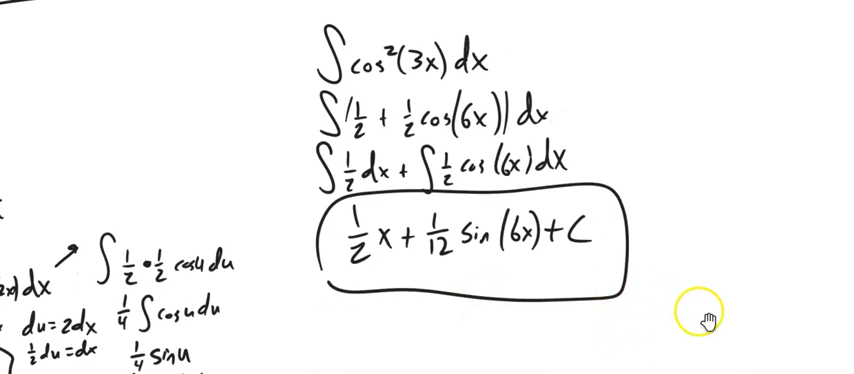 ∫cos²(3x) dx
∫(1/2 + 1/2 cos(6x)) dx
∫1/2 dx + ∫1/2 cos(6x) dx
1/2 x + 1/12 sin(6x) + C
x) dx
∫ 1/2 • 1/2 cos u du
du = 2dx
1/4 ∫cos u du
1/2 du = dx
1/4 sin u